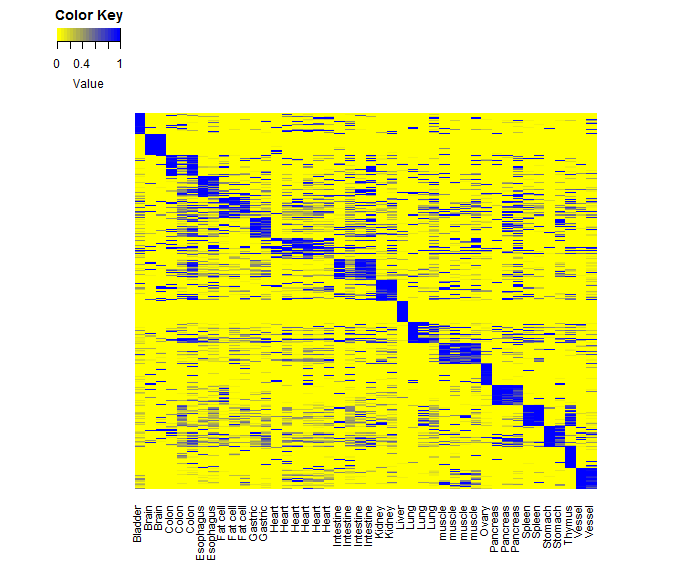 Color Key
0 0.4 1
Value
Bladder
Brain
Brain
Colon
Colon
Colon
Esophagus
Esophagus
Fat cell
Fat cell
Fat cell
Gastric
Gastric
Heart
Heart
Heart
Heart
Heart
Heart
Intestine
Intestine
Intestine
Intestine
Kidney
Kidney
Liver
Lung
Lung
Lung
muscle
muscle
muscle
muscle
Ovary
Pancreas
Pancreas
Pancreas
Spleen
Spleen
Stomach
Stomach
Thymus
Vessel
Vessel